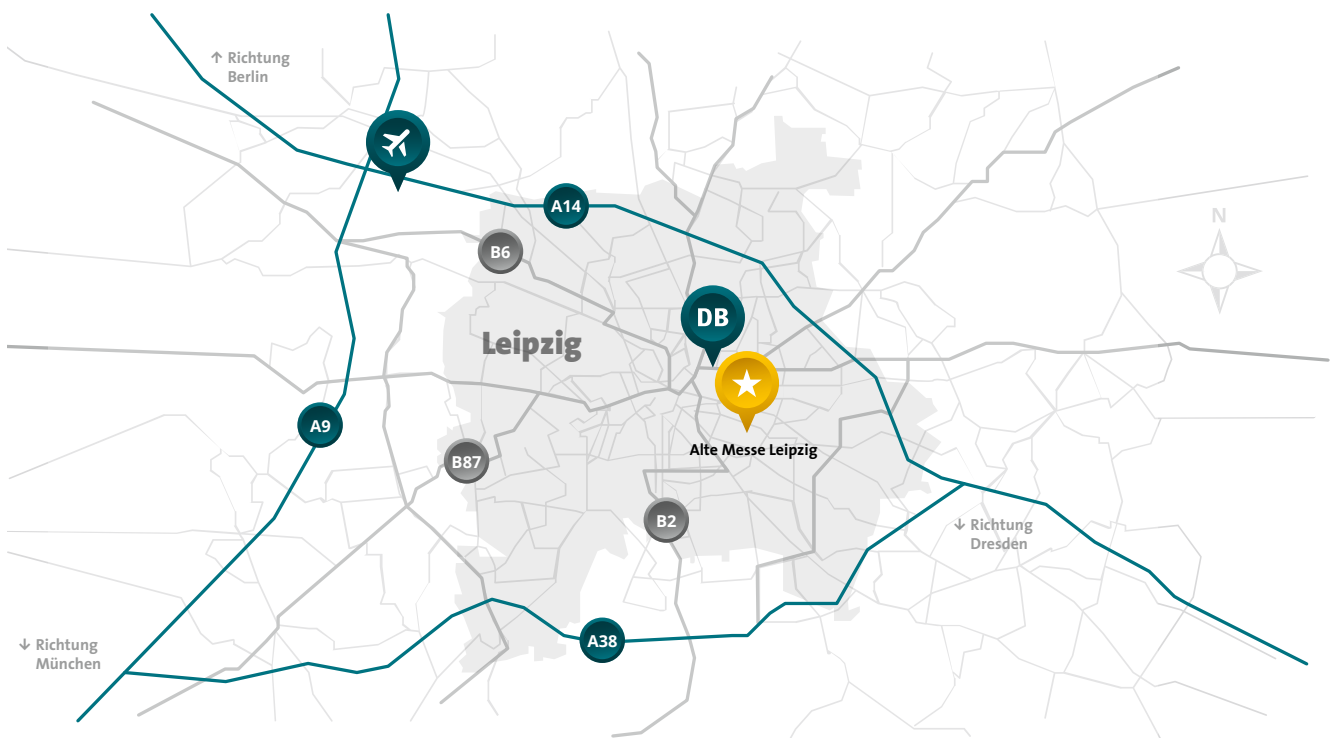 ↑ Richtung
Berlin
A14
N
B6
DB
Leipzig
A9
Alte Messe Leipzig
B87
B2
↓ Richtung
Dresden
A38
↓ Richtung
München